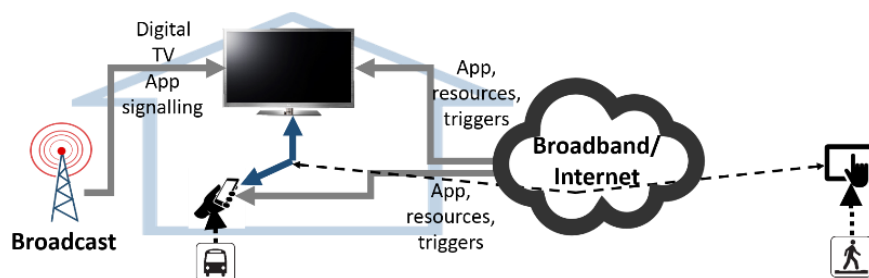 Digital
TV
App
signalling
App,
resources,
triggers
Broadband/
Internet
App,
resources,
triggers
Broadcast